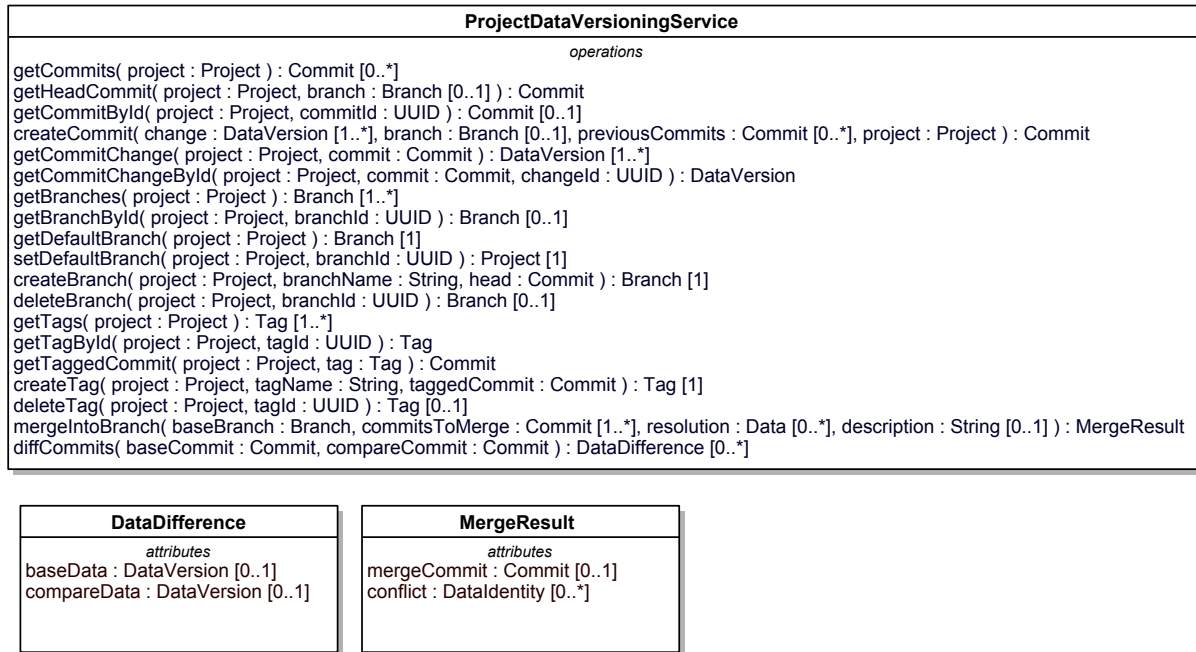 ProjectDataVersioningService
operations
getCommits( project : Project ) : Commit [0..*]
getHeadCommit( project : Project, branch : Branch [0..1] ) : Commit
getCommitById( project : Project, commitId : UUID ) : Commit [0..1]
createCommit( change : DataVersion [1..*], branch : Branch [0..1], previousCommits : Commit [0..*], project : Project ) : Commit
getCommitChange( project : Project, commit : Commit ) : DataVersion [1..*]
getCommitChangeById( project : Project, commit : Commit, changeId : UUID ) : DataVersion
getBranches( project : Project ) : Branch [1..*]
getBranchById( project : Project, branchId : UUID ) : Branch [0..1]
getDefaultBranch( project : Project ) : Branch [1]
setDefaultBranch( project : Project, branchId : UUID ) : Project [1]
createBranch( project : Project, branchName : String, head : Commit ) : Branch [1]
deleteBranch( project : Project, branchId : UUID ) : Branch [0..1]
getTags( project : Project ) : Tag [1..*]
getTagById( project : Project, tagId : UUID ) : Tag
getTaggedCommit( project : Project, tag : Tag ) : Commit
createTag( project : Project, tagName : String, taggedCommit : Commit ) : Tag [1]
deleteTag( project : Project, tagId : UUID ) : Tag [0..1]
mergeIntoBranch( baseBranch : Branch, commitsToMerge : Commit [1..*], resolution : Data [0..*], description : String [0..1] ) : MergeResult
diffCommits( baseCommit : Commit, compareCommit : Commit ) : DataDifference [0..*]
DataDifference
attributes
baseData : DataVersion [0..1]
compareData : DataVersion [0..1]
MergeResult
attributes
mergeCommit : Commit [0..1]
conflict : DataIdentity [0..*]